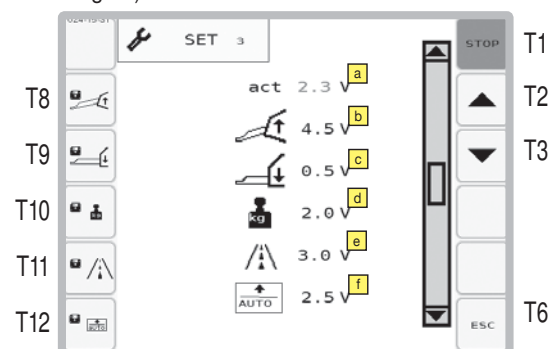 SET 3
STOP
T1
act 2.3 V a
T8
T2
4.5 V b
T9
T3
0.5 V c
T10
kg 2.0 V d
T11
3.0 V e
AUTO 2.5 V f
T12
AUTO
ESC
T6